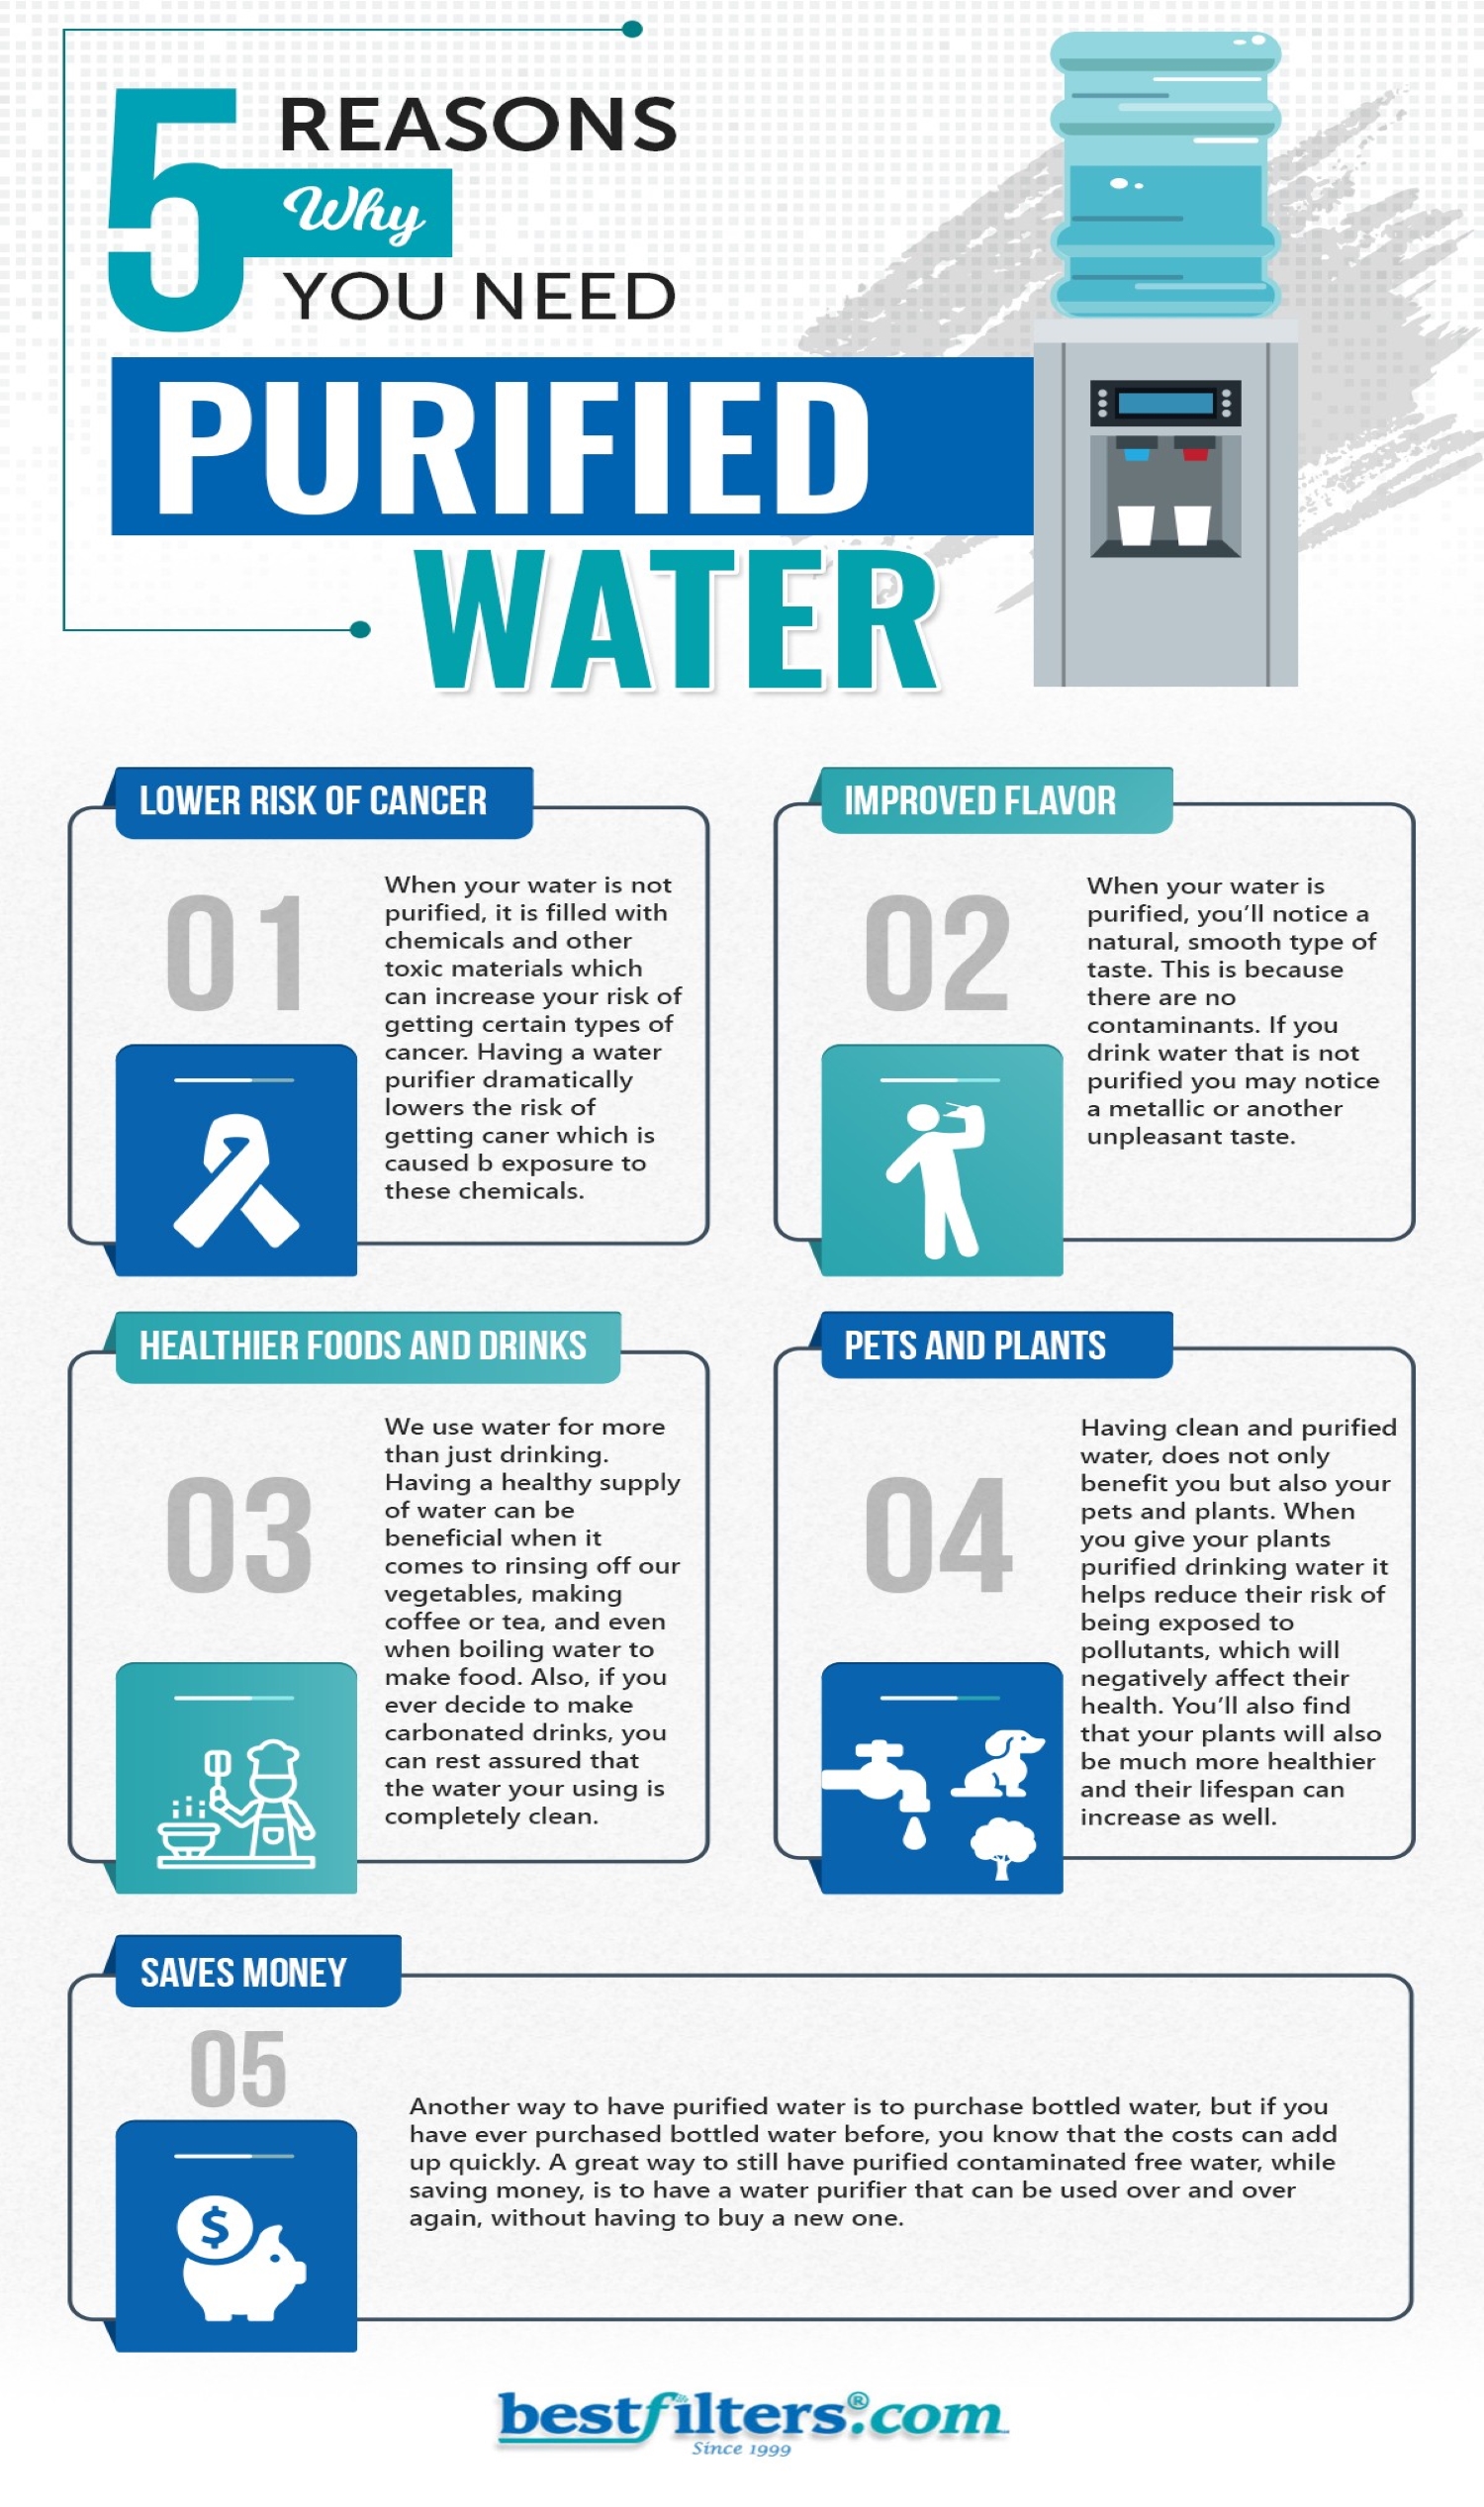 5 REASONS
Why
YOU NEED
PURIFIED
WATER
LOWER RISK OF CANCER
01
When your water is not
purified, it is filled with
chemicals and other
toxic materials which
can increase your risk of
getting certain types of
cancer. Having a water
purifier dramatically
lowers the risk of
getting caner which is
caused b exposure to
these chemicals.
IMPROVED FLAVOR
02
When your water is
purified, you'll notice a
natural, smooth type of
taste. This is because
there are no
contaminants. If you
drink water that is not
purified you may notice
a metallic or another
unpleasant taste.
HEALTHIER FOODS AND DRINKS
03
We use water for more
than just drinking.
Having a healthy supply
of water can be
beneficial when it
comes to rinsing off our
vegetables, making
coffee or tea, and even
when boiling water to
make food. Also, if you
ever decide to make
carbonated drinks, you
can rest assured that
the water your using is
completely clean.
PETS AND PLANTS
04
Having clean and purified
water, does not only
benefit you but also your
pets and plants. When
you give your plants
purified drinking water it
helps reduce their risk of
being exposed to
pollutants, which will
negatively affect their
health. You'll also find
that your plants will also
be much more healthier
and their lifespan can
increase as well.
SAVES MONEY
05
$
Another way to have purified water is to purchase bottled water, but if you
have ever purchased bottled water before, you know that the costs can add
up quickly. A great way to still have purified contaminated free water, while
saving money, is to have a water purifier that can be used over and over
again, without having to buy a new one.
bestfilters®.com
Since 1999